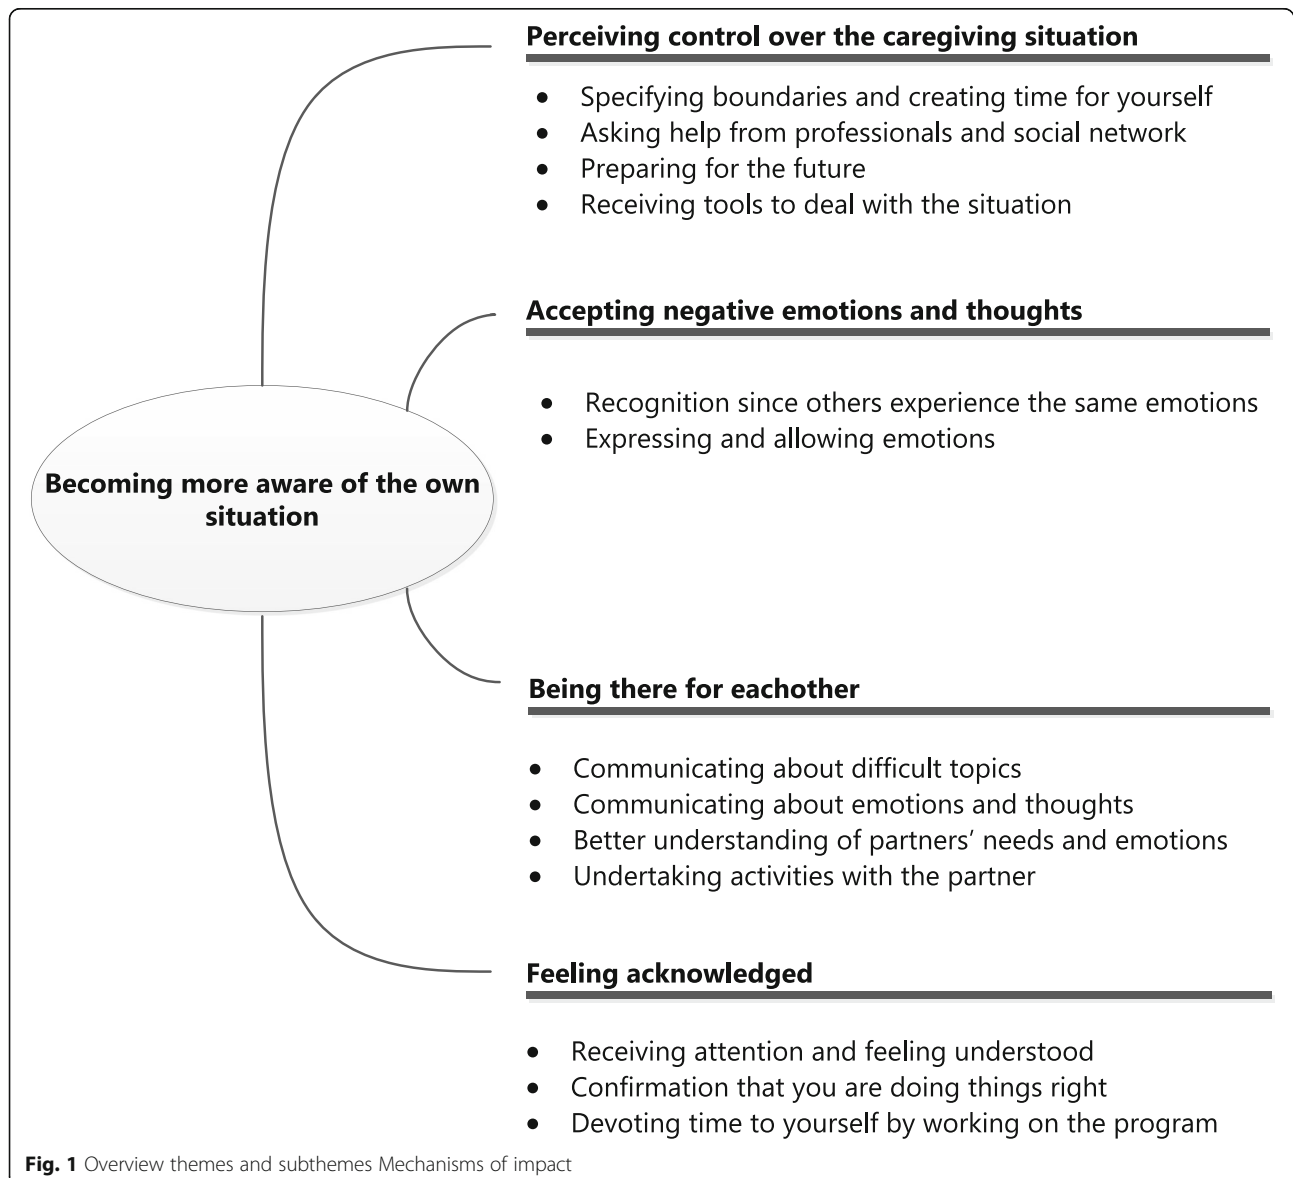 Perceiving control over the caregiving situation
• Specifying boundaries and creating time for yourself
• Asking help from professionals and social network
• Preparing for the future
• Receiving tools to deal with the situation
Accepting negative emotions and thoughts
• Recognition since others experience the same emotions
• Expressing and allowing emotions
Becoming more aware of the own
situation
Being there for eachother
• Communicating about difficult topics
• Communicating about emotions and thoughts
• Better understanding of partners’ needs and emotions
• Undertaking activities with the partner
Feeling acknowledged
• Receiving attention and feeling understood
• Confirmation that you are doing things right
• Devoting time to yourself by working on the program
Fig. 1 Overview themes and subthemes Mechanisms of impact